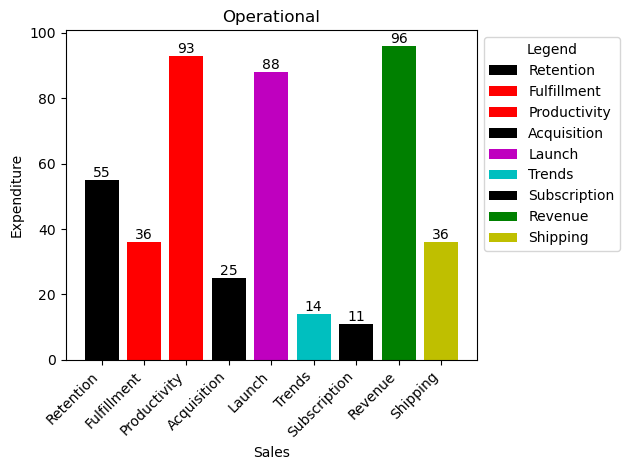 Operational
Expenditure
100
80
60
40
20
0
55
36
93
25
88
14
11
96
36
Retention
Fulfillment
Productivity
Acquisition
Launch
Trends
Subscription
Revenue
Shipping
Sales
Legend
Retention
Fulfillment
Productivity
Acquisition
Launch
Trends
Subscription
Revenue
Shipping